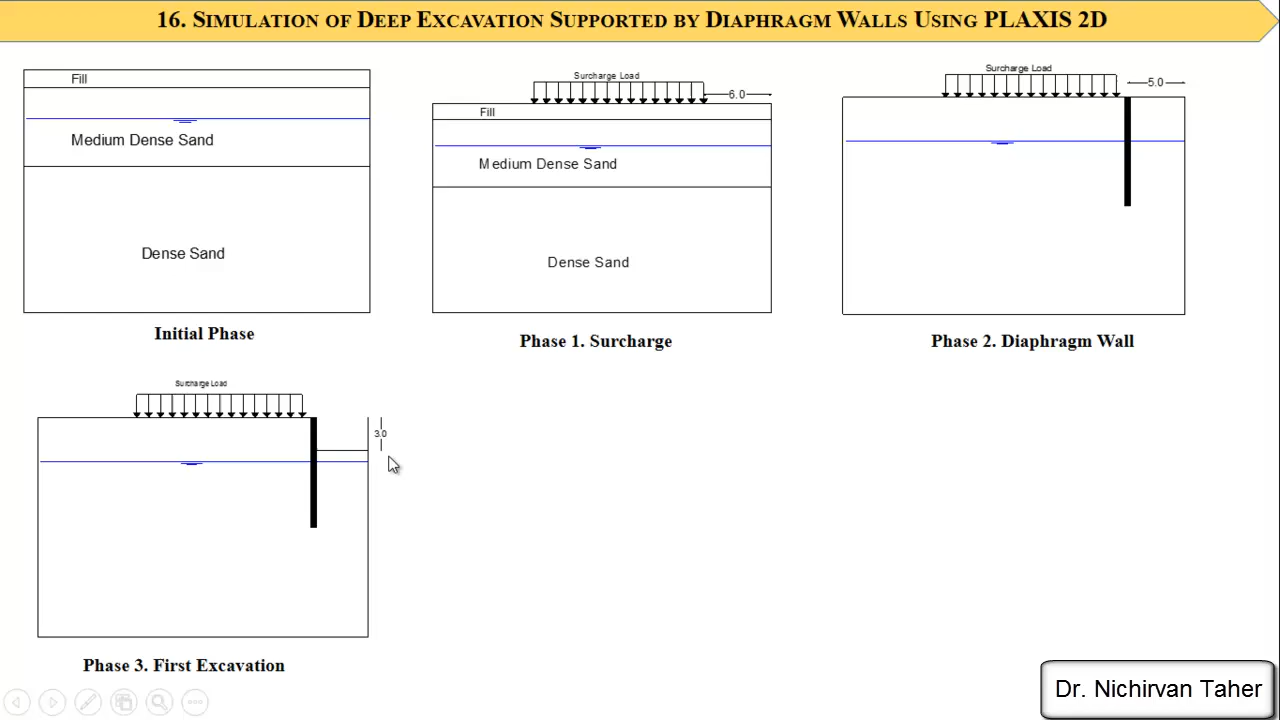 16. SIMULATION OF DEEP EXCAVATION SUPPORTED BY DIAPHRAGM WALLS USING PLAXIS 2D
Fill
Medium Dense Sand
Dense Sand
Initial Phase
Surcharge Load
6.0
Fill
Medium Dense Sand
Dense Sand
Phase 1. Surcharge
Surcharge Load
5.0
Phase 2. Diaphragm Wall
Surcharge Load
3.0
Phase 3. First Excavation
Dr. Nichirvan Taher